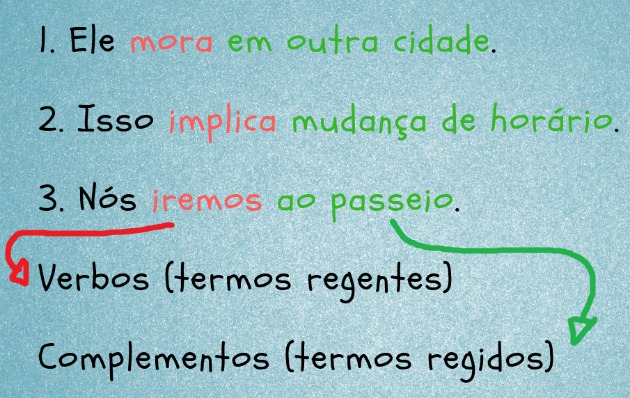 1. Ele mora em outra cidade.
2. Isso implica mudança de horário.
3. Nós iremos ao passeio.
Verbos (termos regentes)
Complementos (termos regidos)